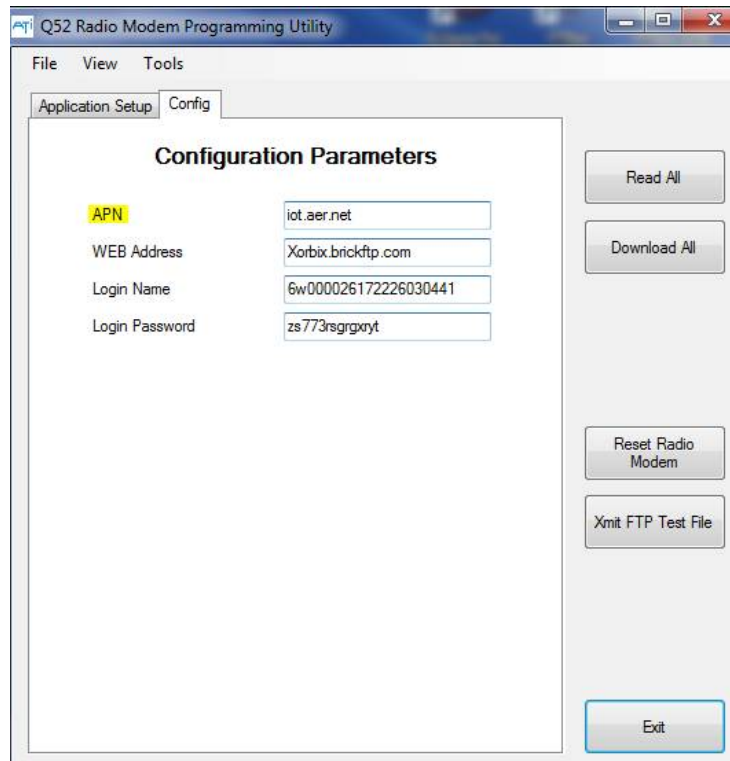 ATi Q52 Radio Modem Programming Utility
File View Tools
Application Setup Config
Configuration Parameters
APN iot.aer.net
WEB Address Xorbix.brickftp.com
Login Name 6w000026172226030441
Login Password zs773rsgrgxryt
Read All
Download All
Reset Radio
Modem
Xmit FTP Test File
Exit